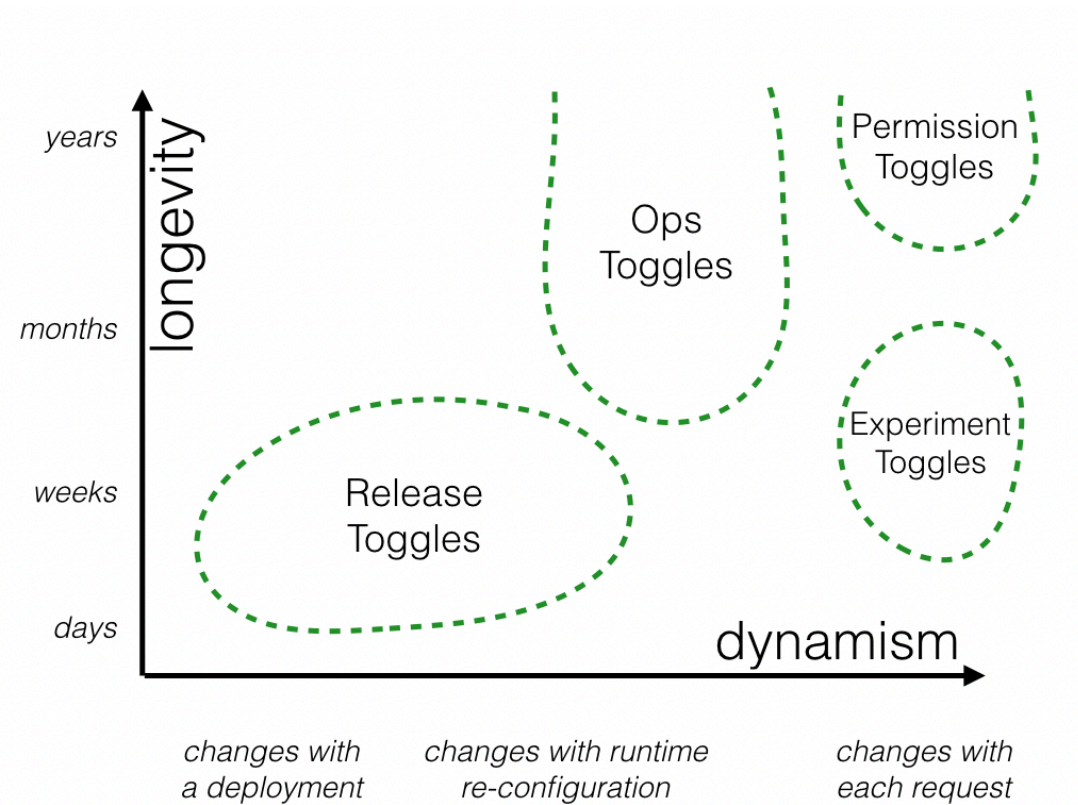 years
longevity
months
weeks
days
Permission
Toggles
Ops
Toggles
Experiment
Toggles
Release
Toggles
dynamism
changes with
a deployment
changes with runtime
re-configuration
changes with
each request